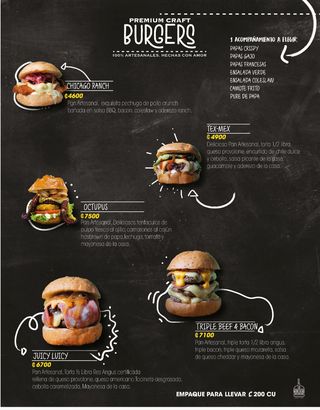 PREMIUM CRAFT
BURGERS
100% ARTESANALES, HECHAS CON AMOR
1 ACOMPAÑAMIENTO A ELEGIR
PAPAS CRISPY
PAPAS GAJO
PAPAS FRANCESAS
ENSALADA VERDE
ENSALADA COLESLAW
CAMOTE FRITO
PURE DE PAPA
CHICAGO RANCH
₡4600
Pan Artesanal, exquisita pechuga de pollo crunch
bañada en salsa BBQ, bacon, coleslaw y aderezo ranch.
TEX-MEX
₡4900
Delicioso Pan Artesanal, torta 1/2 libra,
queso provolone, encurtido de chile dulce
y cebolla, salsa picante de la casa,
guacamole y aderezo de la casa.
OCTUPUS
₡7500
Pan Artesanal, Deliciosos tentáculos de
pulpo fresco al ajillo, camarones al cajún
hashbrown de papa, lechuga, tomate y
mayonesa de la casa.
TRIPLE BEEF & BACON
₡7100
Pan Artesanal, triple torta 1/2 libra angus,
triple bacon, triple queso mozarella, salsa
de queso cheddar y mayonesa de la casa.
JUICY LUICY
₡6700
Pan Artesanal, Torta ½ Libra Res Angus certificada
rellena de queso provolone, queso americano, tocineta desgrasada,
cebolla caramelizada, Mayonesa de la casa.
EMPAQUE PARA LLEVAR ₡ 200 CU